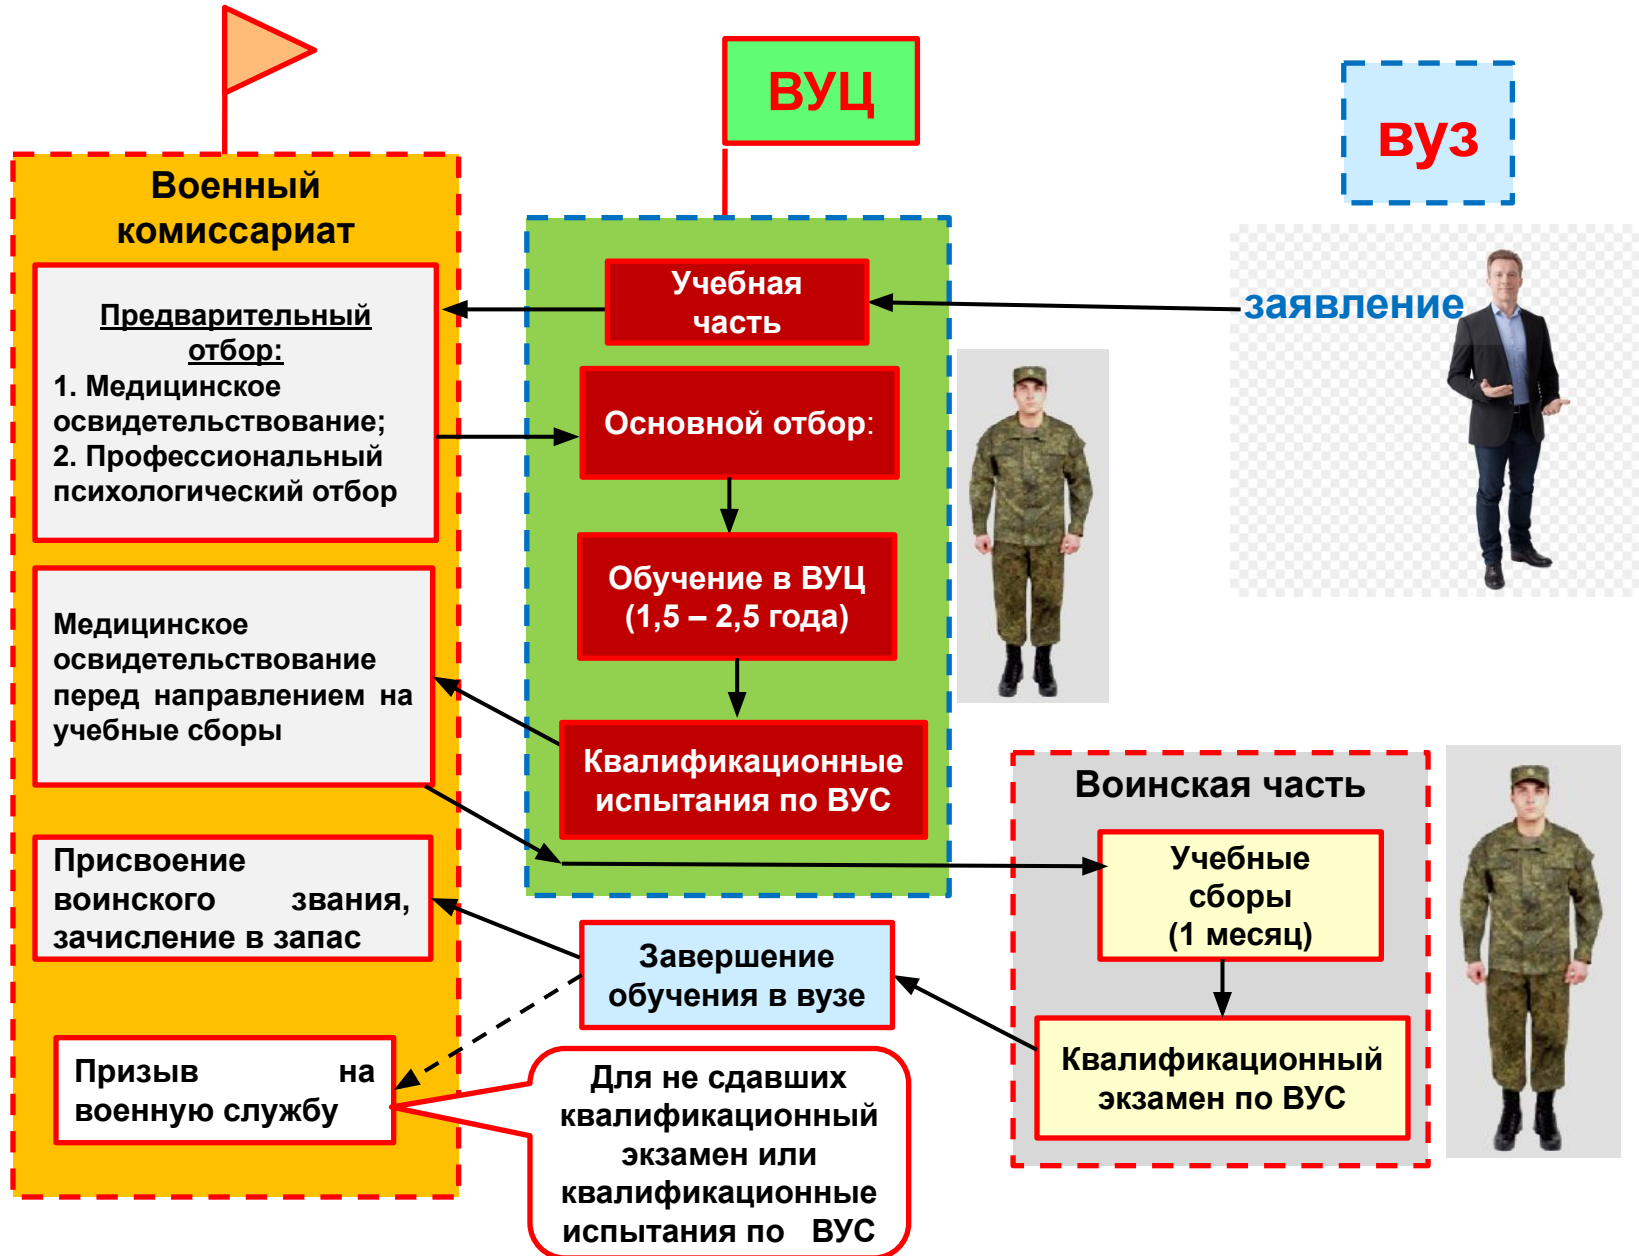 ВУЦ
вуз
Военный
комиссариат
Предварительный
отбор:
1. Медицинское
освидетельствование;
2. Профессиональный
психологический отбор
Учебная
часть
заявление
Основной отбор:
Обучение в ВУЦ
(1,5 – 2,5 года)
Медицинское
освидетельствование
перед направлением на
учебные сборы
Квалификационные
испытания по ВУС
Воинская часть
Учебные
сборы
(1 месяц)
Присвоение
воинского звания,
зачисление в запас
Завершение
обучения в вузе
Квалификационный
экзамен по ВУС
Призыв на
военную службу
Для не сдавших
квалификационный
экзамен или
квалификационные
испытания по ВУС